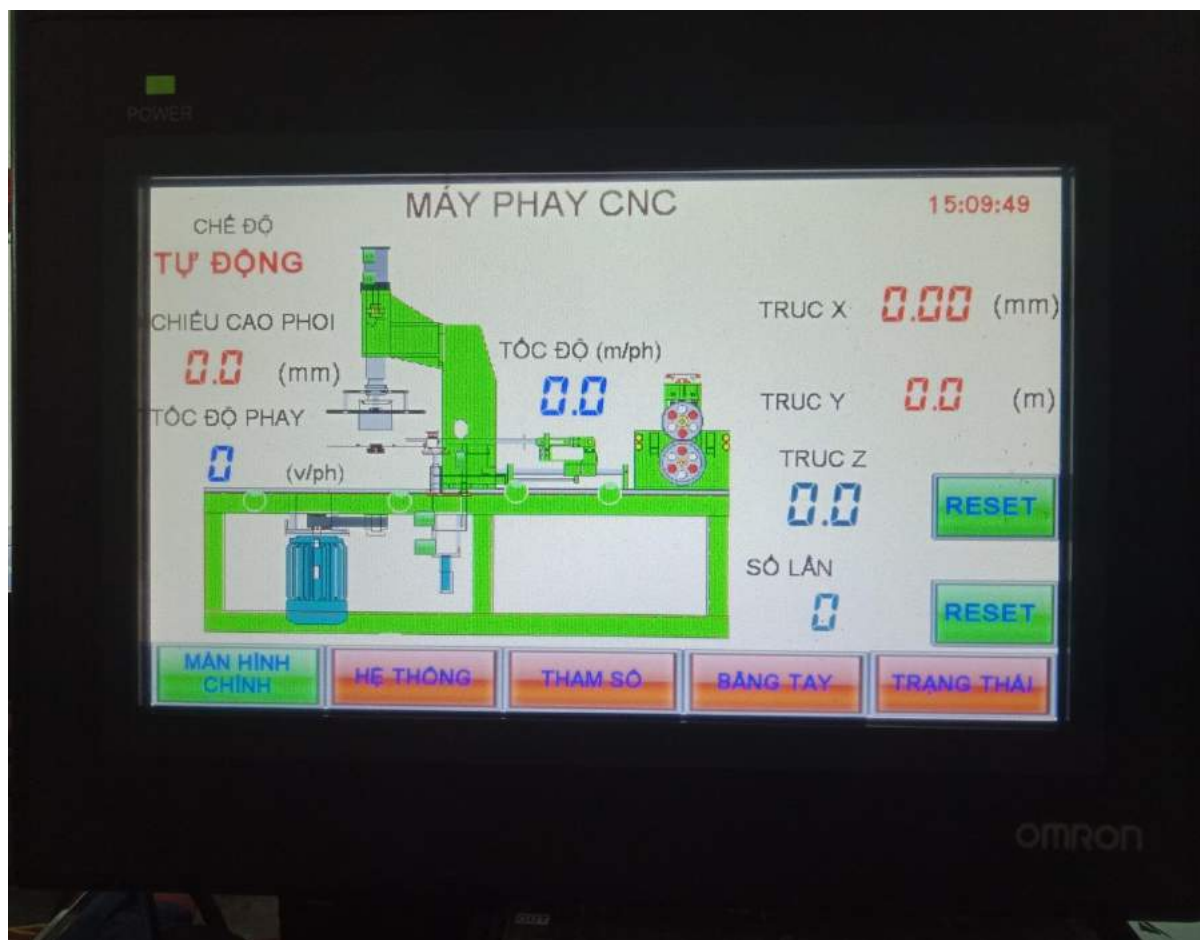 POWER
MÁY PHAY CNC
15:09:49
CHẾ ĐỘ
TỰ ĐỘNG
CHIỀU CAO PHOI
0.0 (mm)
TỐC ĐỘ PHAY
0 (v/ph)
TỐC ĐỘ (m/ph)
0.0
TRUC X 0.00 (mm)
TRUC Y 0.0 (m)
TRUC Z
0.0 RESET
SỐ LẦN
0 RESET
MÀN HÌNH
CHÍNH
HỆ THỐNG
THAM SỐ
BẰNG TAY
TRẠNG THÁI
OMRON